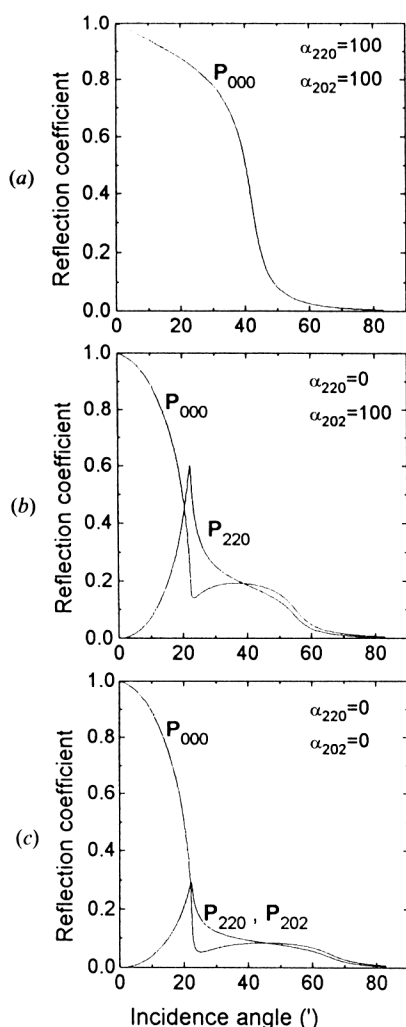 (a)
Reflection coefficient
1.0
0.8
0.6
0.4
0.2
0.0
P₀₀₀
α₂₂₀=100
α₂₀₂=100
0 20 40 60 80
(b)
Reflection coefficient
1.0
0.8
0.6
0.4
0.2
0.0
P₀₀₀
P₂₂₀
α₂₂₀=0
α₂₀₂=100
0 20 40 60 80
(c)
Reflection coefficient
1.0
0.8
0.6
0.4
0.2
0.0
P₀₀₀
P₂₂₀ , P₂₀₂
α₂₂₀=0
α₂₀₂=0
0 20 40 60 80
Incidence angle (')